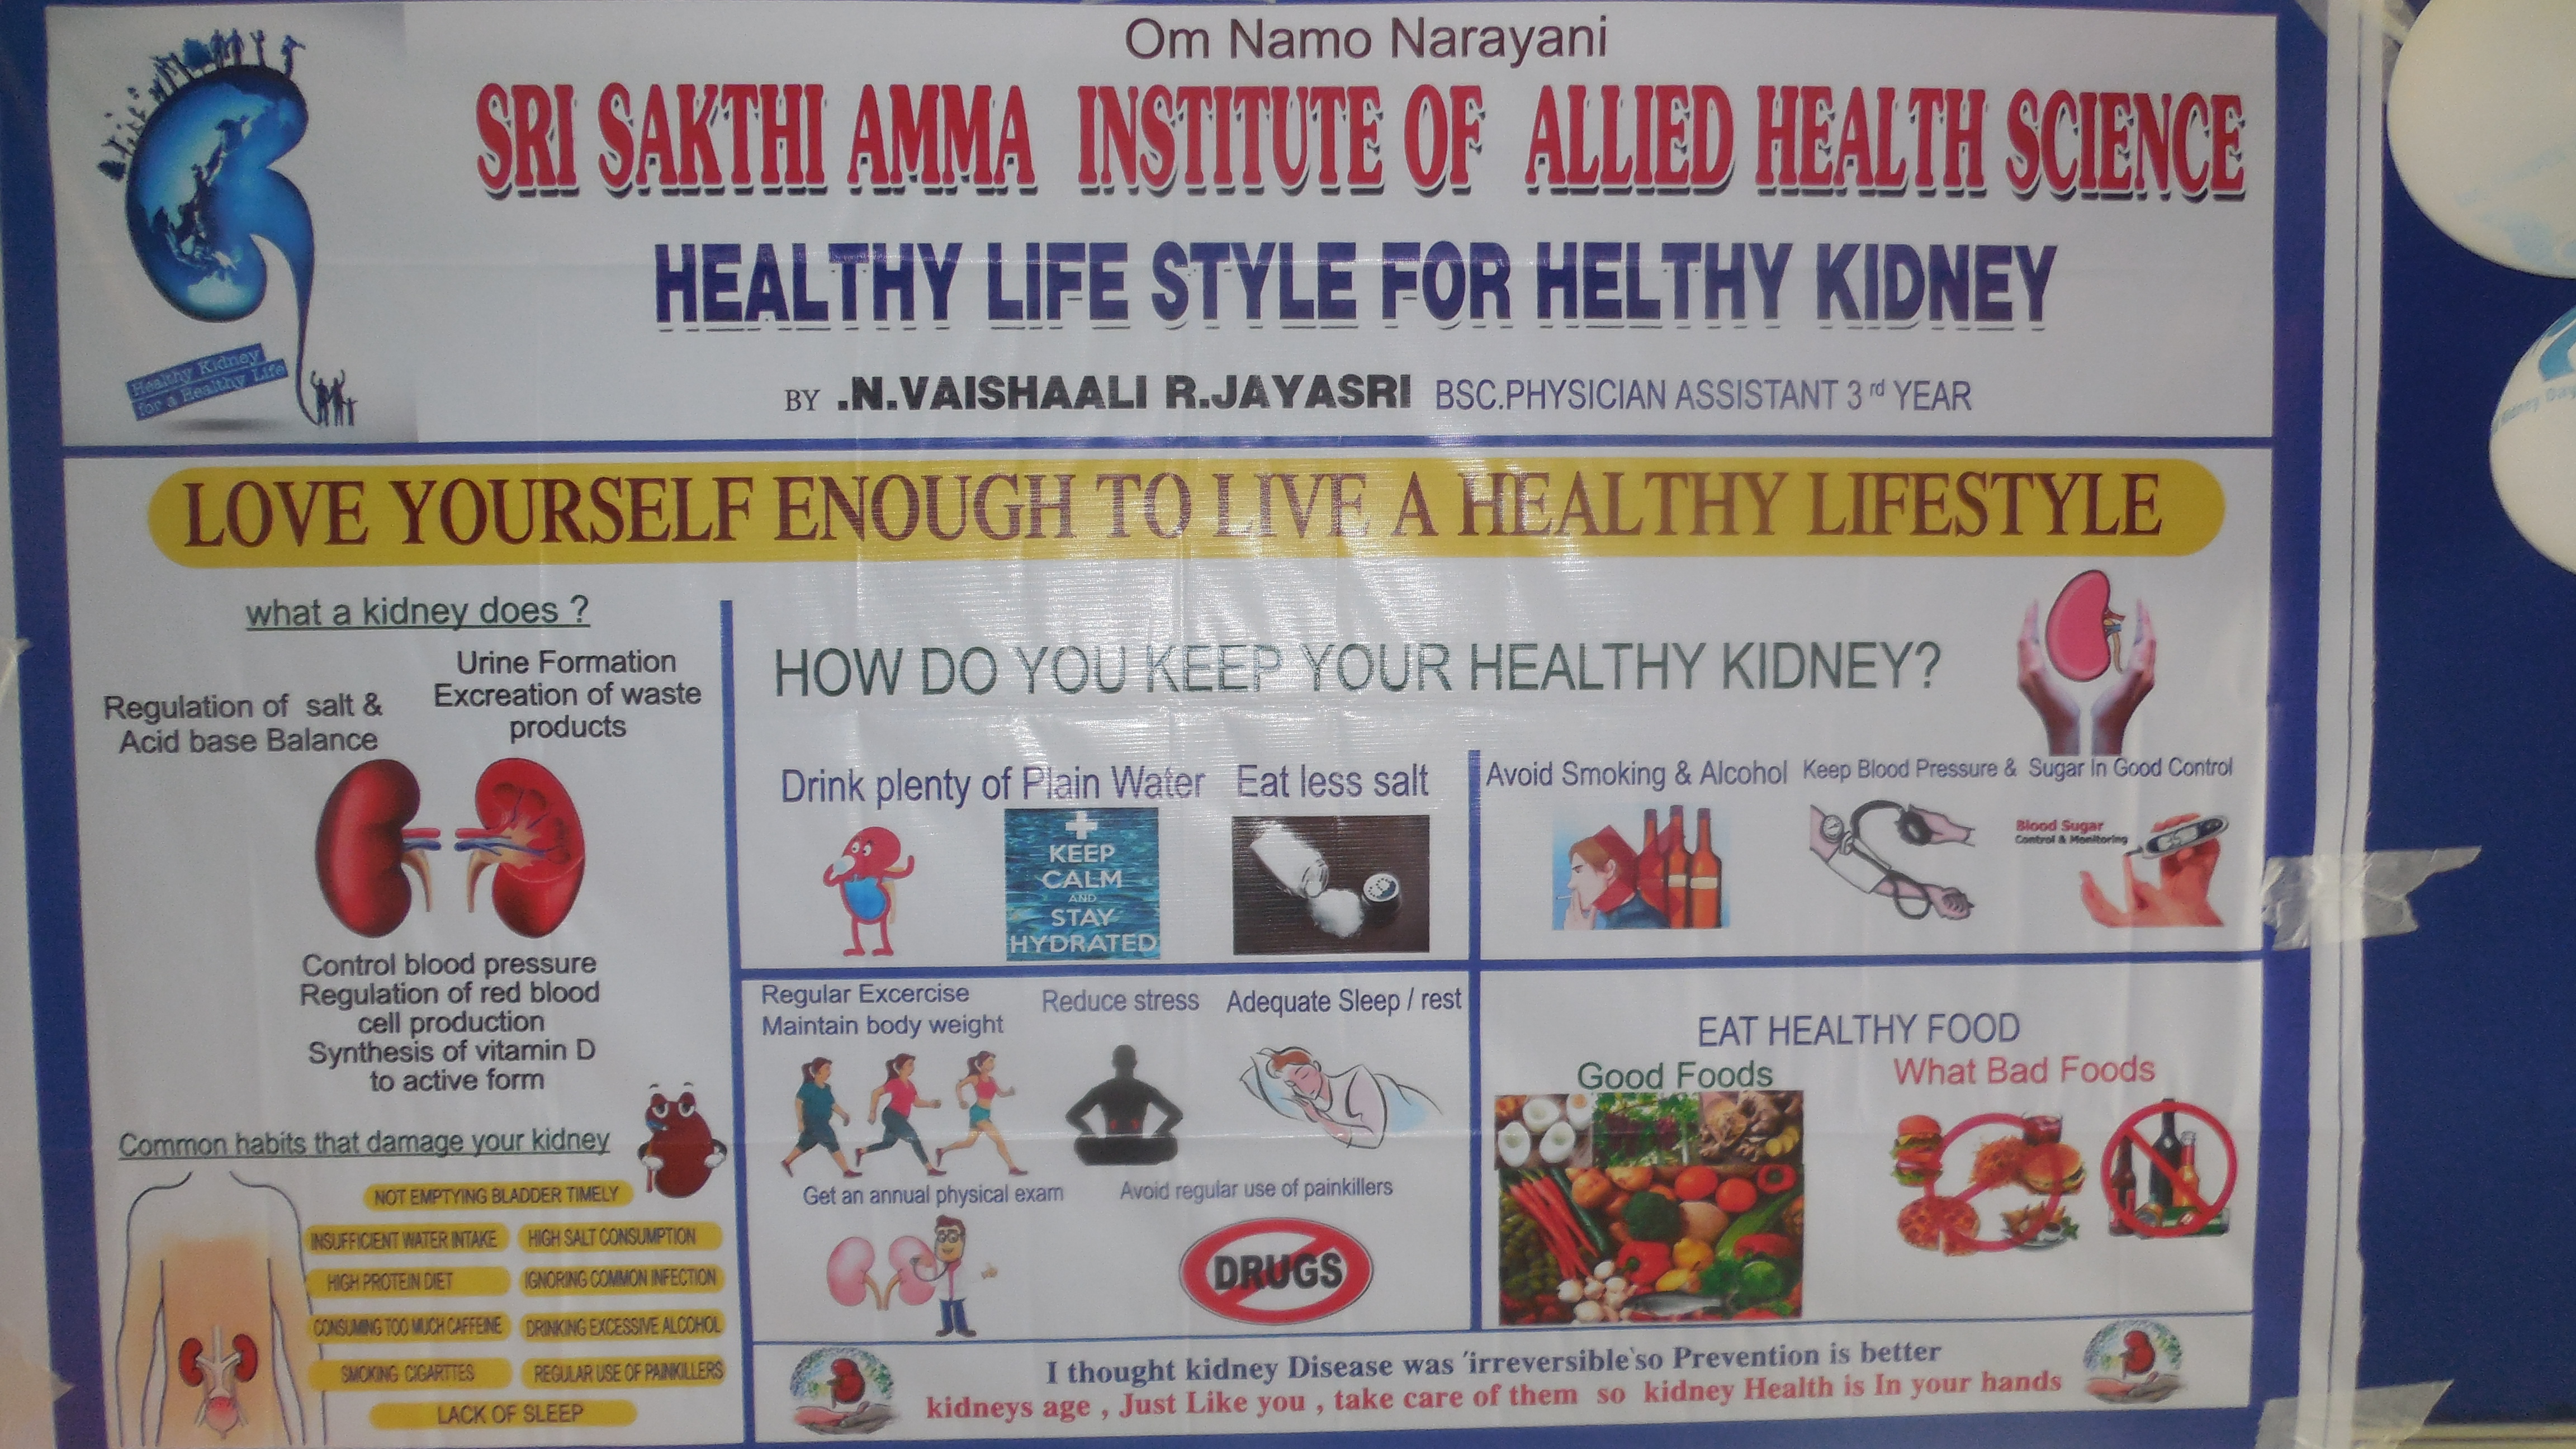 Om Namo Narayani
SRI SAKTHI AMMA INSTITUTE OF ALLIED HEALTH SCIENCE
HEALTHY LIFE STYLE FOR HELTHY KIDNEY
Healthy Kidney
for a Healthy Life
BY .N.VAISHAALI R.JAYASRI BSC.PHYSICIAN ASSISTANT 3rd YEAR
LOVE YOURSELF ENOUGH TO LIVE A HEALTHY LIFESTYLE
what a kidney does ?
Regulation of salt &
Acid base Balance
Urine Formation
Excreation of waste
products
Control blood pressure
Regulation of red blood
cell production
Synthesis of vitamin D
to active form
Common habits that damage your kidney
NOT EMPTYING BLADDER TIMELY
INSUFFICIENT WATER INTAKE
HIGH SALT CONSUMPTION
HIGH PROTEIN DIET
IGNORING COMMON INFECTION
CONSUMING TOO MUCH CAFFEINE
DRINKING EXCESSIVE ALCOHOL
SMOKING CIGARTTES
REGULAR USE OF PAINKILLERS
LACK OF SLEEP
HOW DO YOU KEEP YOUR HEALTHY KIDNEY?
Drink plenty of Plain Water
KEEP
CALM
AND
STAY
HYDRATED
Eat less salt
Avoid Smoking & Alcohol
Keep Blood Pressure & Sugar In Good Control
Blood Sugar
Control & Monitoring
Regular Excercise
Maintain body weight
Reduce stress
Adequate Sleep / rest
Get an annual physical exam
Avoid regular use of painkillers
DRUGS
EAT HEALTHY FOOD
Good Foods
What Bad Foods
I thought kidney Disease was 'irreversible'so Prevention is better
kidneys age , Just Like you , take care of them so kidney Health is In your hands